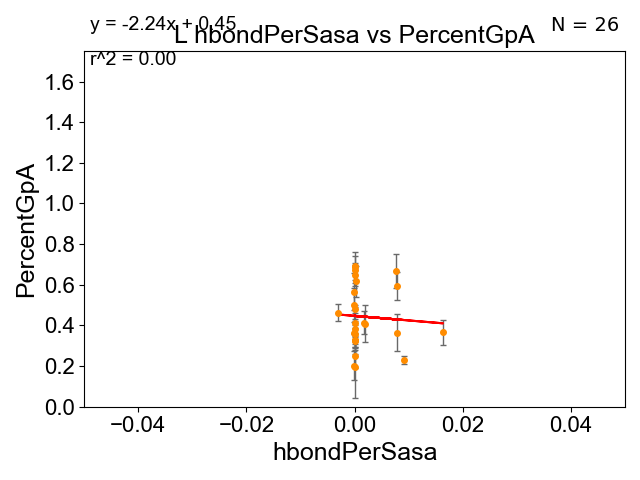 y = -2.24x + 0.45
N = 26
L hbondPerSasa vs PercentGpA
r^2 = 0.00
PercentGpA
1.6
1.4
1.2
1.0
0.8
0.6
0.4
0.2
0.0
−0.04 −0.02 0.00 0.02 0.04
hbondPerSasa